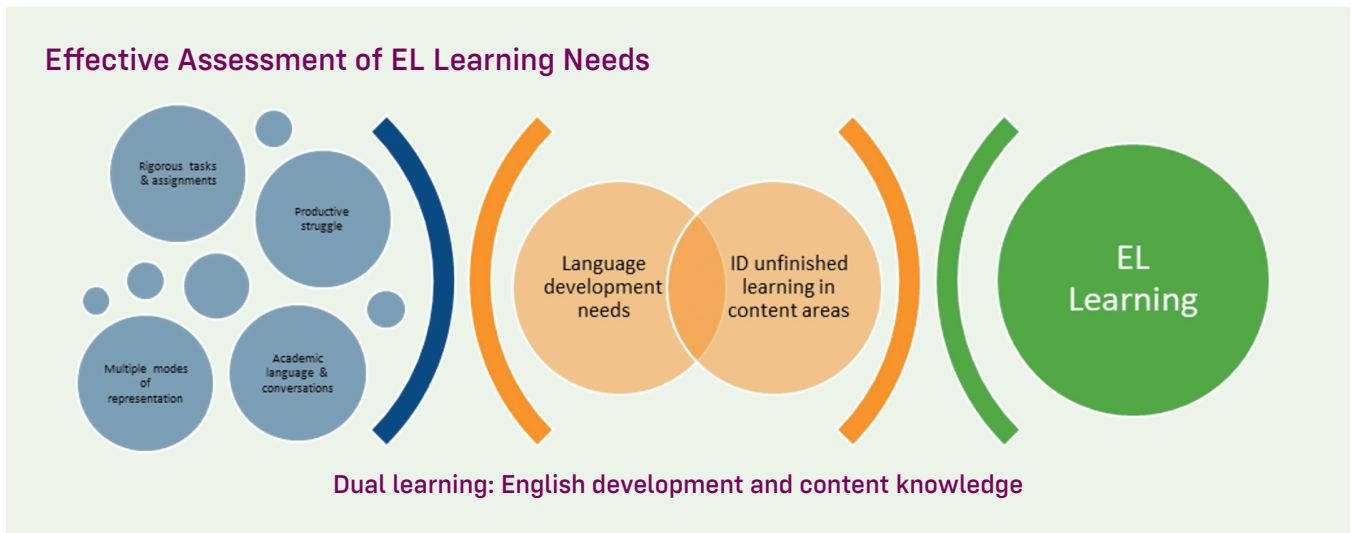 Effective Assessment of EL Learning Needs
Rigorous tasks
& assignments
Productive
struggle
Multiple modes
of
representation
Academic
language &
conversations
Language
development
needs
ID unfinished
learning in
content areas
EL
Learning
Dual learning: English development and content knowledge